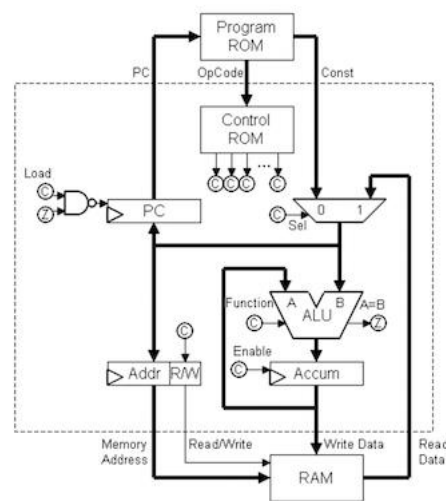 Program
ROM
PC
OpCode
Const
Control
ROM
Load
C
Z
...
C
C
C
C
PC
C
Sel
0
1
A
B
Function
C
ALU
A=B
Z
C
Enable
C
Addr
R/W
Accum
Memory
Address
Read/Write
Write Data
Read
Data
RAM